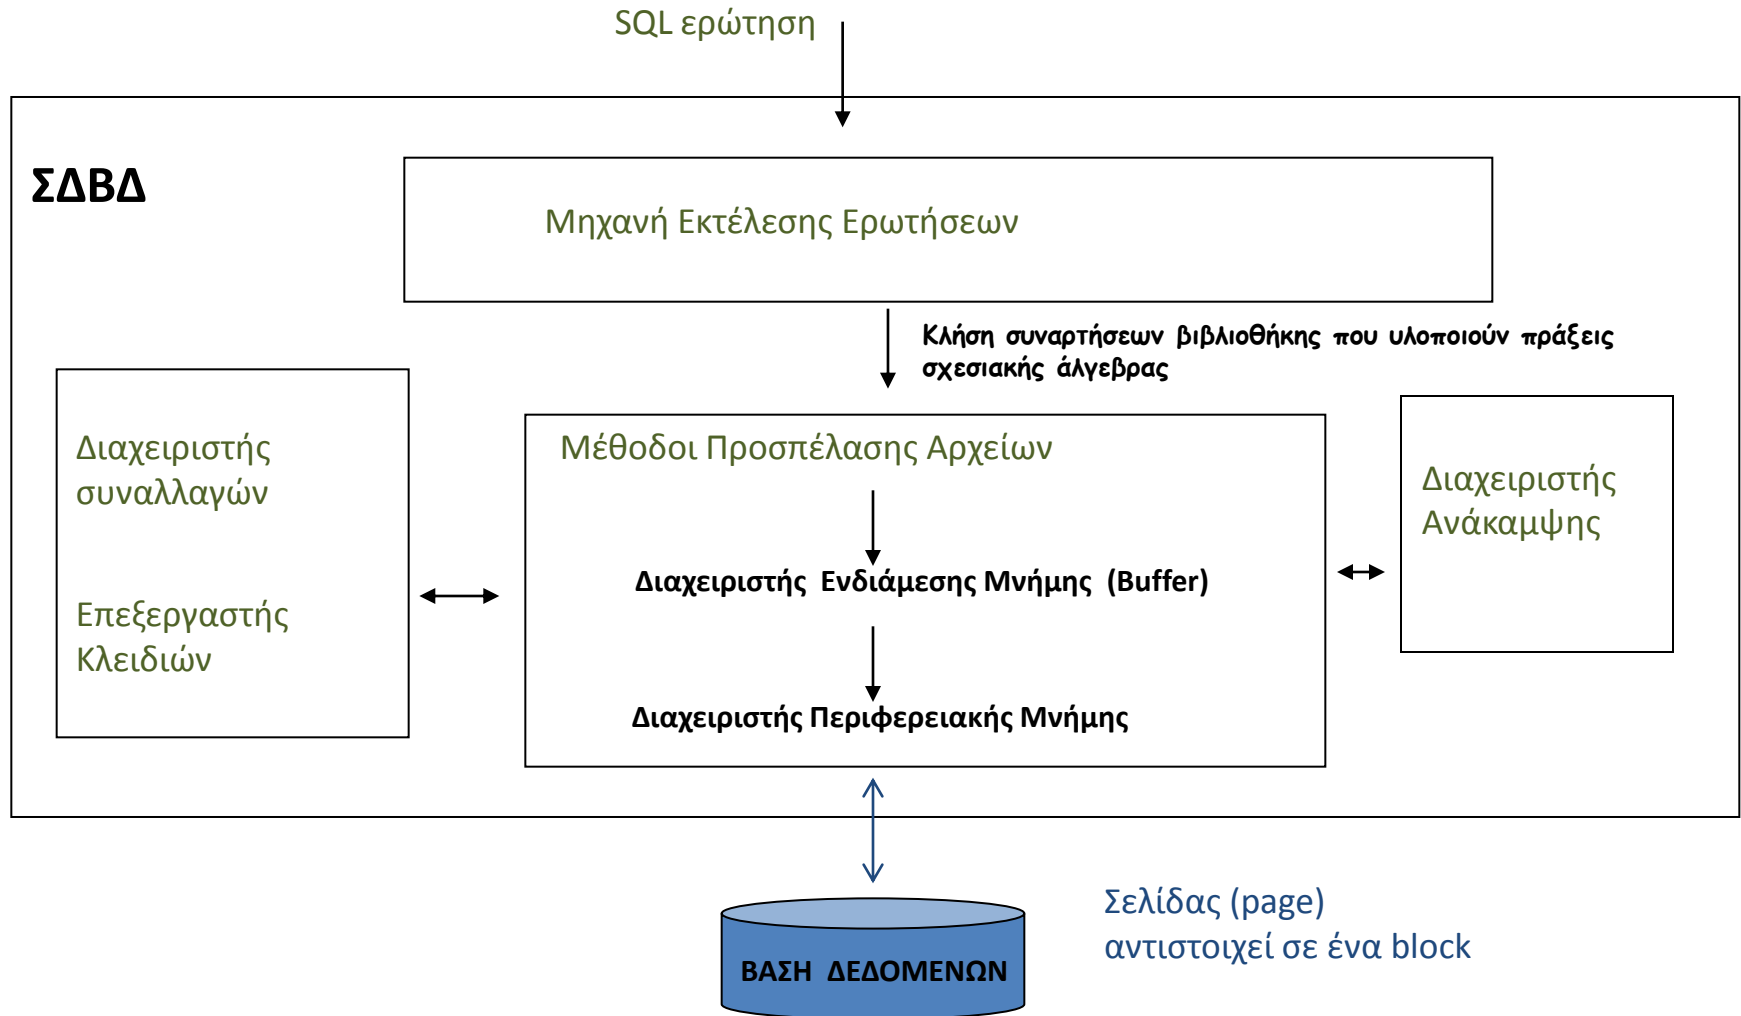 SQL ερώτηση
ΣΔΒΔ
Μηχανή Εκτέλεσης Ερωτήσεων
Κλήση συναρτήσεων βιβλιοθήκης που υλοποιούν πράξεις
σχεσιακής άλγεβρας
Διαχειριστής
συναλλαγών
Επεξεργαστής
Κλειδιών
Μέθοδοι Προσπέλασης Αρχείων
Διαχειριστής Ενδιάμεσης Μνήμης (Buffer)
Διαχειριστής Περιφερειακής Μνήμης
Διαχειριστής
Ανάκαμψης
Σελίδας (page)
αντιστοιχεί σε ένα block
ΒΑΣΗ ΔΕΔΟΜΕΝΩΝ